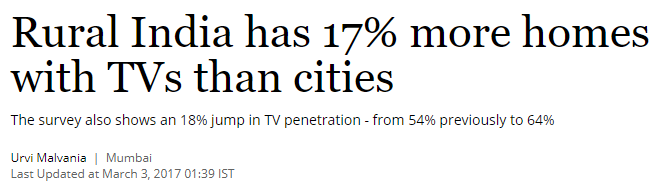 Rural India has 17% more homes
with TVs than cities
The survey also shows an 18% jump in TV penetration - from 54% previously to 64%
Urvi Malvania | Mumbai
Last Updated at March 3, 2017 01:39 IST